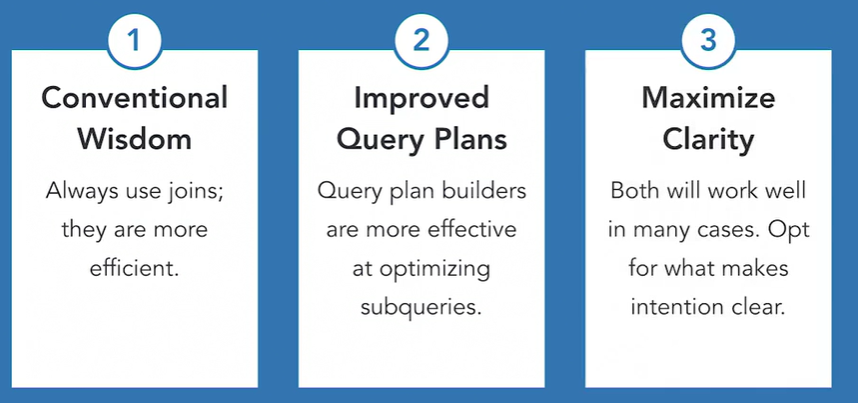 1
Conventional
Wisdom
Always use joins;
they are more
efficient.
2
Improved
Query Plans
Query plan builders
are more effective
at optimizing
subqueries.
3
Maximize
Clarity
Both will work well
in many cases. Opt
for what makes
intention clear.